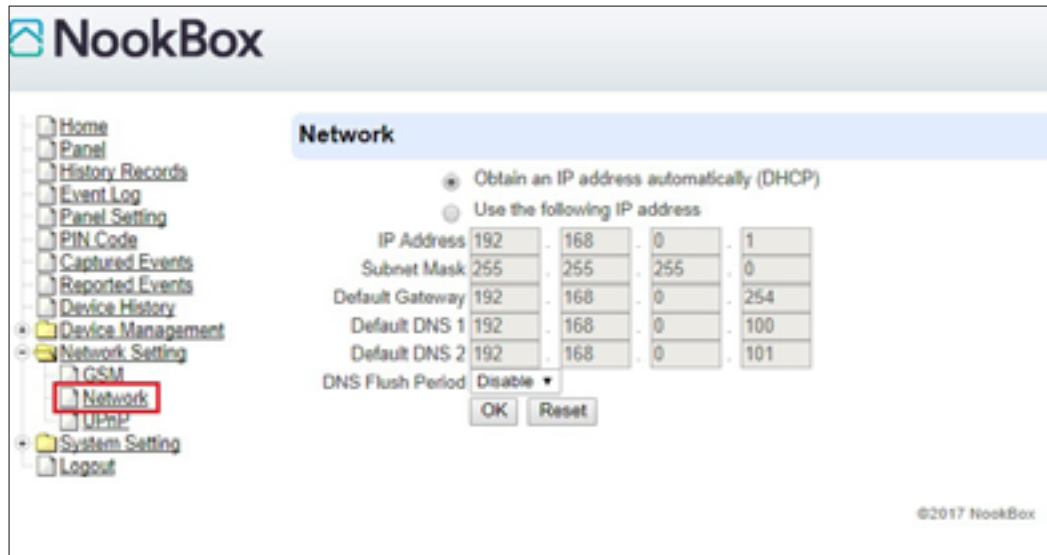 NookBox
Home
Panel
History Records
Event Log
Panel Setting
PIN Code
Captured Events
Reported Events
Device History
Device Management
Network Setting
GSM
Network
UPnP
System Setting
Logout
Network
Obtain an IP address automatically (DHCP)
Use the following IP address
IP Address 192 . 168 . 0 . 1
Subnet Mask 255 . 255 . 255 . 0
Default Gateway 192 . 168 . 0 . 254
Default DNS 1 192 . 168 . 0 . 100
Default DNS 2 192 . 168 . 0 . 101
DNS Flush Period Disable
OK Reset
©2017 NookBox